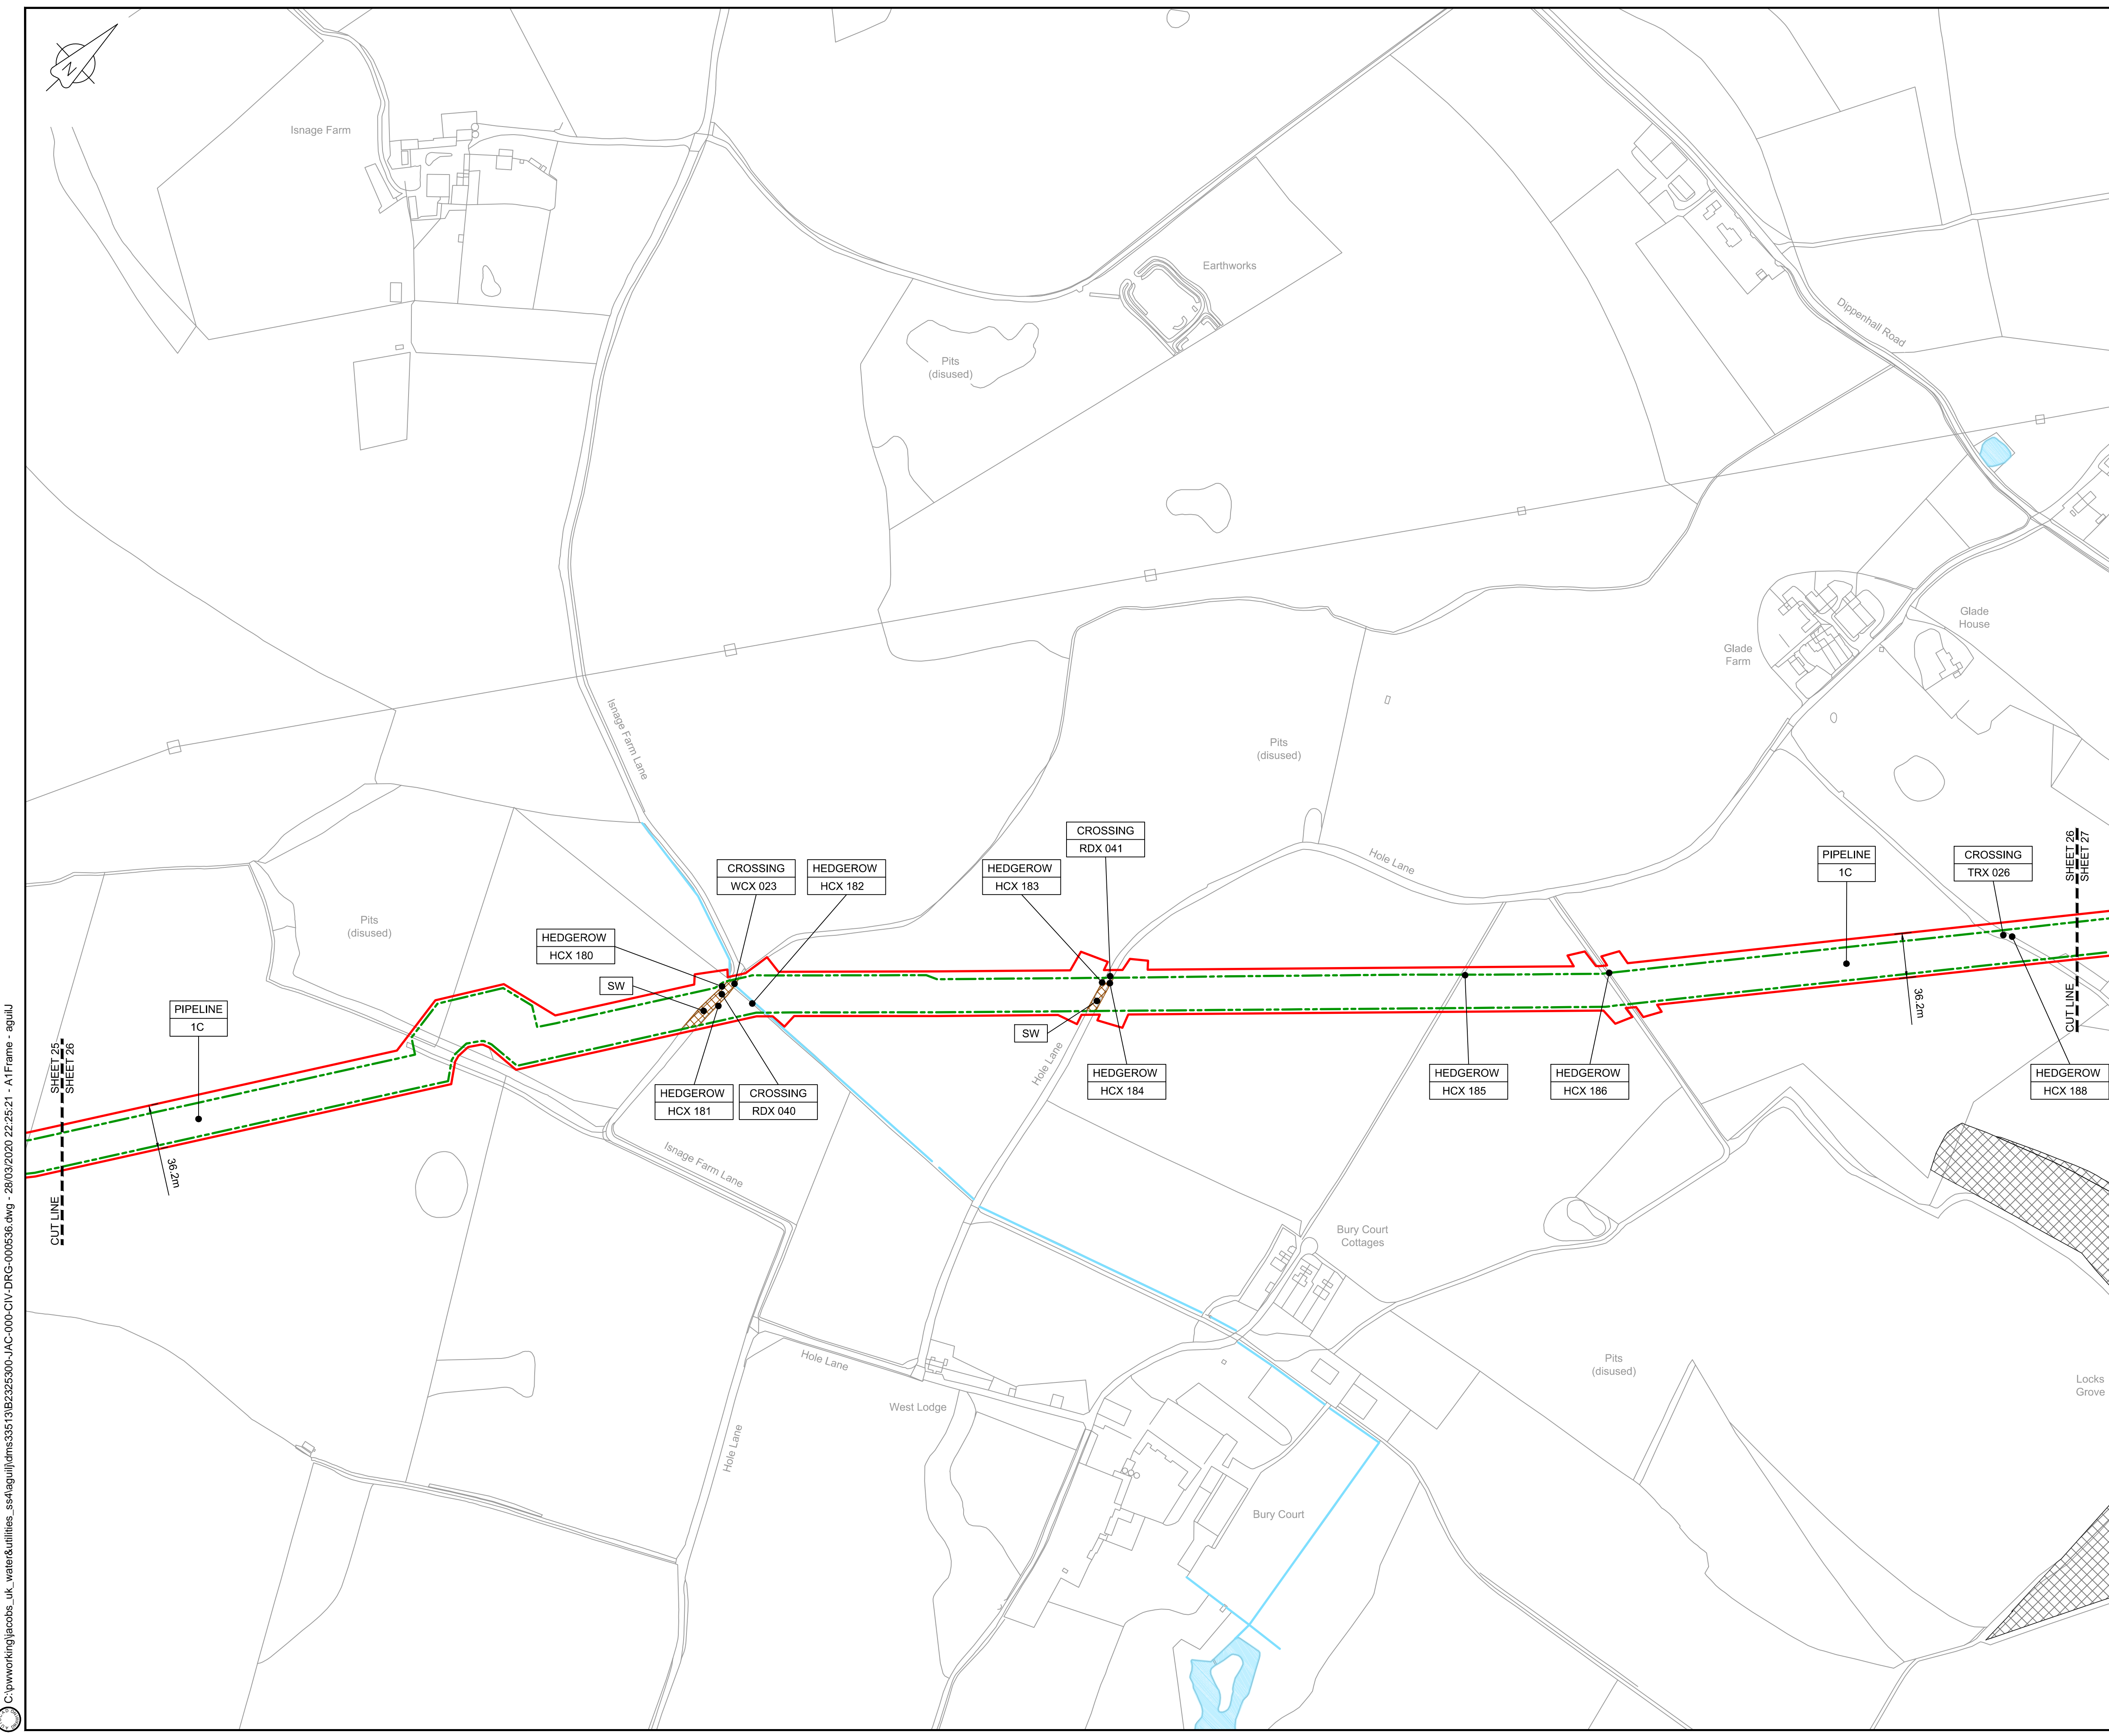 N
Isnage Farm
Earthworks
Pits
(disused)
Dippenhall Road
Glade
House
Glade
Farm
Isnage Farm Lane
Pits
(disused)
CROSSING
RDX 041
Hole Lane
SHEET 26
SHEET 27
CUT LINE
PIPELINE
1C
CROSSING
TRX 026
CROSSING
WCX 023
HEDGEROW
HCX 182
HEDGEROW
HCX 183
Pits
(disused)
HEDGEROW
HCX 180
SW
PIPELINE
1C
36.2m
SHEET 25
SHEET 26
CUT LINE
36.2m
SW
Hole Lane
HEDGEROW
HCX 181
CROSSING
RDX 040
HEDGEROW
HCX 184
HEDGEROW
HCX 185
HEDGEROW
HCX 186
HEDGEROW
HCX 188
Isnage Farm Lane
Bury Court
Cottages
Hole Lane
Pits
(disused)
Locks
Grove
West Lodge
Hole Lane
Bury Court
C:\pwworking\jacobs_uk_water&utilities_ss4\aguilj\dms33513\B2325300-JAC-000-CIV-DRG-000536.dwg - 28/03/2020 22:25:21 - A1Frame - aguilJ